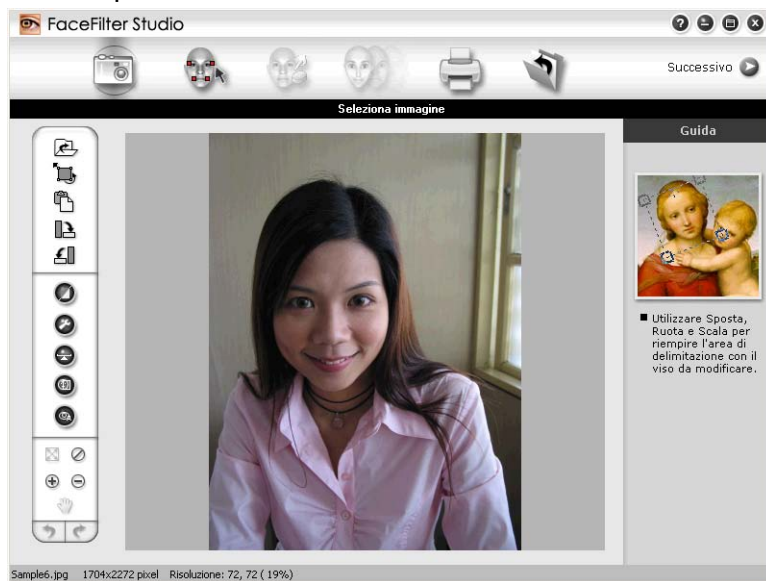 FaceFilter Studio
Successivo
Seleziona immagine
Guida
Utilizzare Sposta,
Ruota e Scala per
riempire l'area di
delimitazione con il
viso da modificare.
Sample6.jpg 1704x2272 pixel Risoluzione: 72, 72 ( 19%)